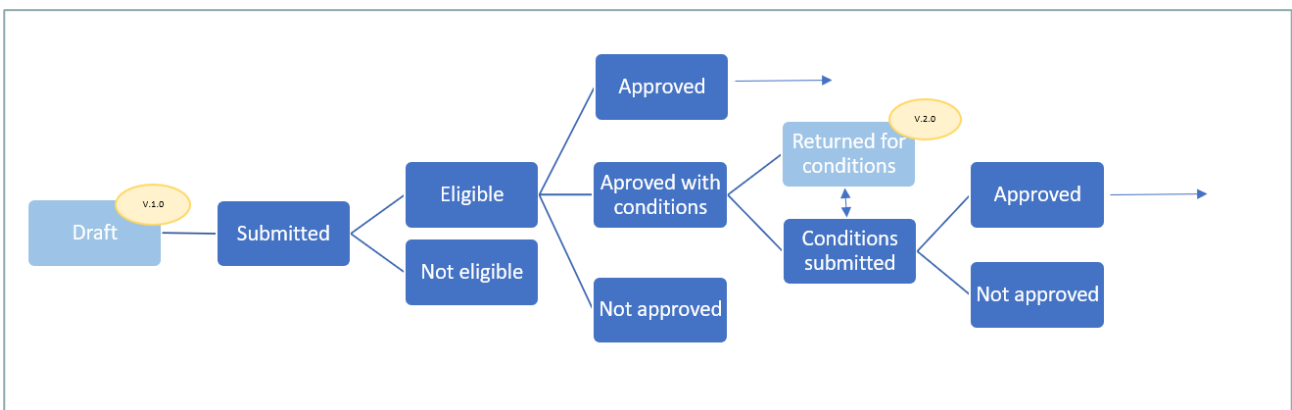 Draft
V.1.0
Submitted
Eligible
Not eligible
Approved
Aproved with
conditions
Not approved
Returned for
conditions
V.2.0
Conditions
submitted
Approved
Not approved